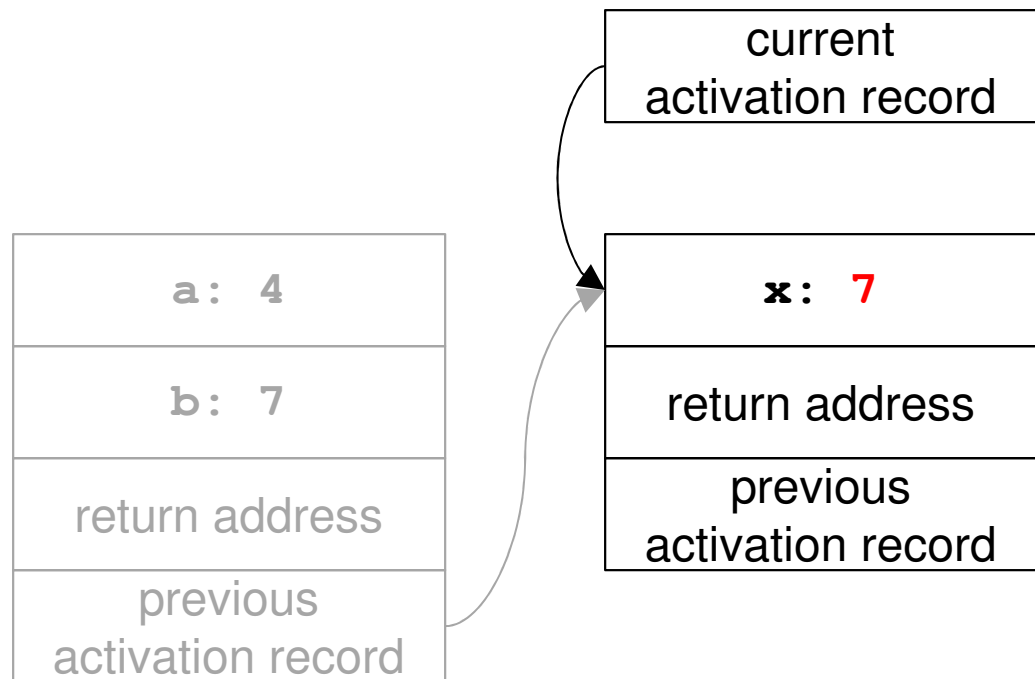 current
activation record
a: 4
b: 7
return address
previous
activation record
x: 7
return address
previous
activation record